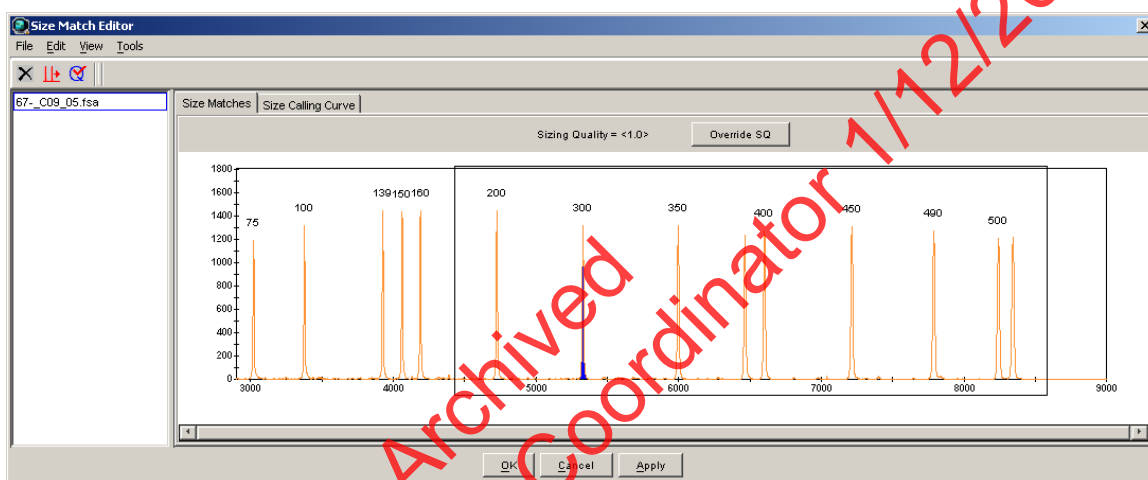 Size Match Editor
File Edit View Tools
67-_C09_05.fsa
Size Matches Size Calling Curve
Sizing Quality = <1.0> Override SQ
1800
1600
1400
1200
1000
800
600
400
200
0
75 100 139 150 160 200 300 350 400 450 490 500
3000 4000 5000 6000 7000 8000 9000
OK Cancel Apply
Archived
Coordinator 1/12/20